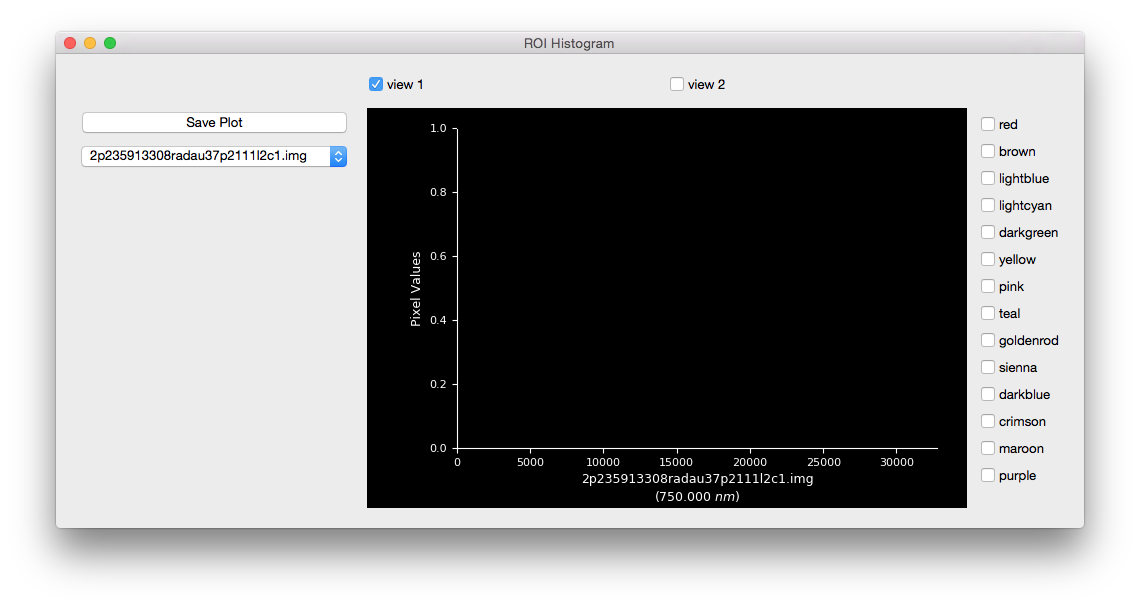 ROI Histogram
view 1
view 2
Save Plot
2p235913308radau37p2111l2c1.img
1.0
0.8
0.6
0.4
0.2
0.0
Pixel Values
0 5000 10000 15000 20000 25000 30000
2p235913308radau37p2111l2c1.img
(750.000 nm)
red
brown
lightblue
lightcyan
darkgreen
yellow
pink
teal
goldenrod
sienna
darkblue
crimson
maroon
purple